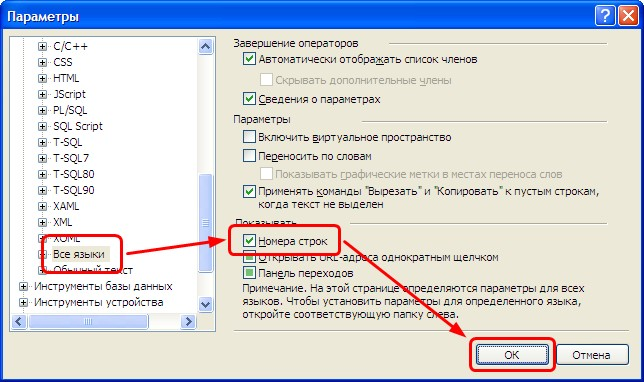 Параметры
C/C++
CSS
HTML
JScript
PL/SQL
SQL Script
T-SQL
T-SQL7
T-SQL80
T-SQL90
XAML
XML
XOML
Все языки
Обычный текст
Инструменты базы данных
Инструменты устройства
Завершение операторов
Автоматически отображать список членов
Скрывать дополнительные члены
Сведения о параметрах
Параметры
Включить виртуальное пространство
Переносить по словам
Показывать графические метки в местах переноса слов
Применять команды "Вырезать" и "Копировать" к пустым строкам,
когда текст не выделен
Показывать
Номера строк
Открывать URL-адреса однократным щелчком
Панель переходов
Примечание. На этой странице определяются параметры для всех
языков. Чтобы установить параметры для определенного языка,
откройте соответствующую папку слева.
ОК
Отмена